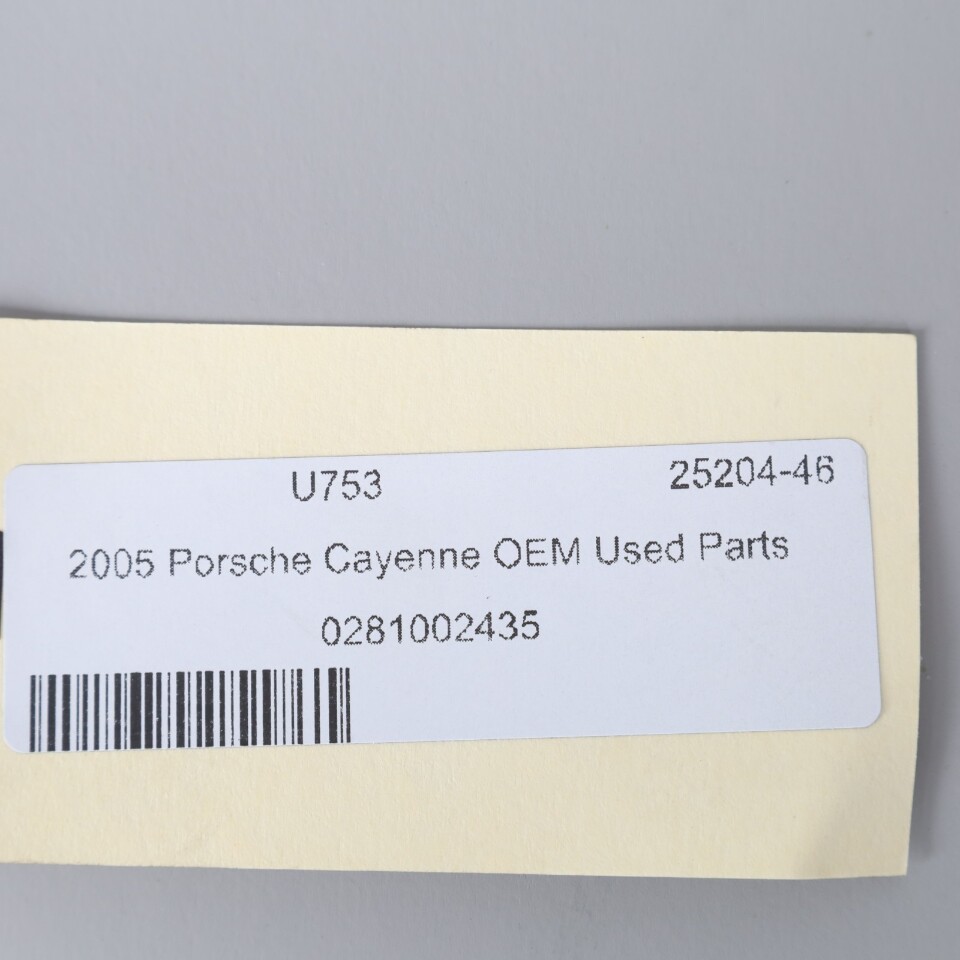 U753 25204-46
2005 Porsche Cayenne OEM Used Parts
0281002435